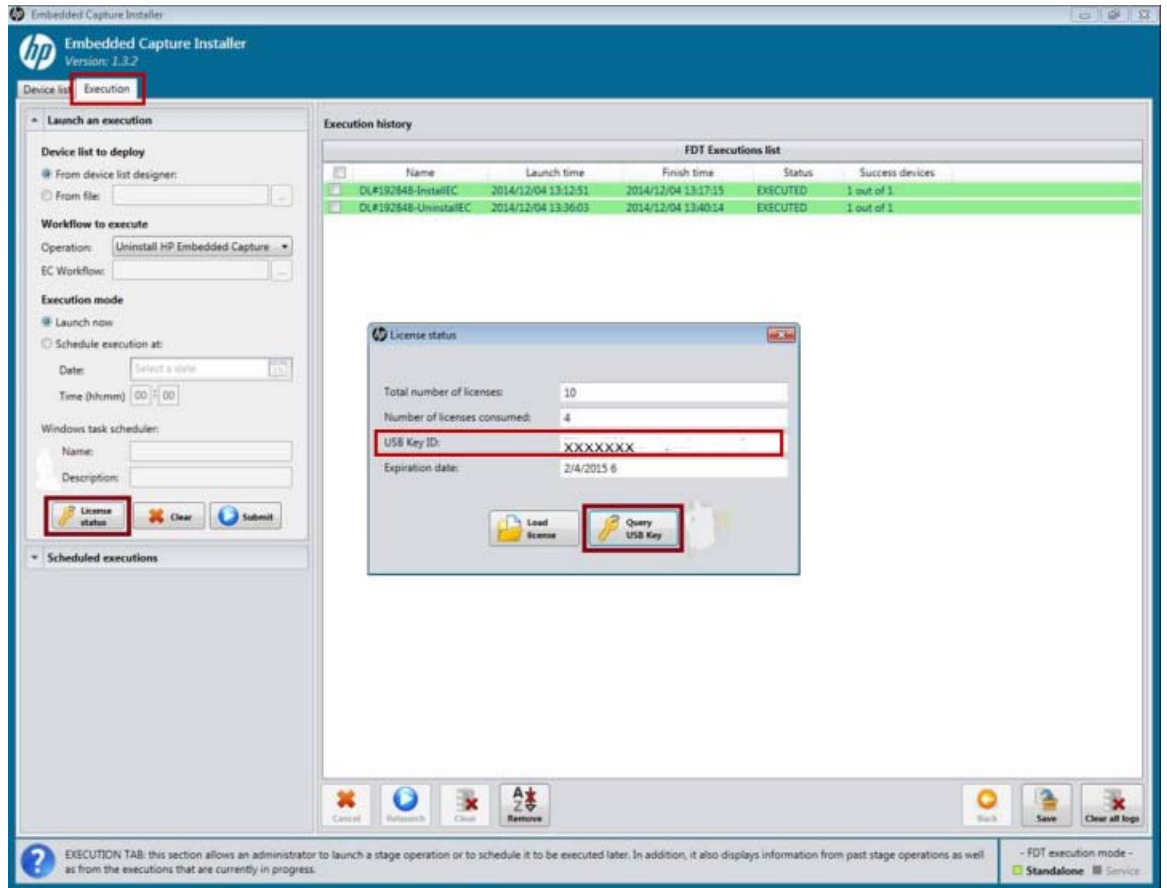 Embedded Capture Installer
hp
Embedded Capture Installer
Version: 1.3.2
Device list
Execution
Launch an execution
Device list to deploy
From device list designer:
From file:
...
Workflow to execute
Operation: Uninstall HP Embedded Capture
EC Workflow:
...
Execution mode
Launch now
Schedule execution at:
Date: Select a date 15
Time (hh:mm) 00 : 00
Windows task scheduler:
Name:
Description:
License status
Clear
Submit
Scheduled executions
Execution history
FDT Executions list
Name Launch time Finish time Status Success devices
DL#192848-InstallEC 2014/12/04 13:12:51 2014/12/04 13:17:15 EXECUTED 1 out of 1
DL#192848-UninstallEC 2014/12/04 13:36:03 2014/12/04 13:40:14 EXECUTED 1 out of 1
License status
Total number of licenses: 10
Number of licenses consumed: 4
USB Key ID: XXXXXXX
Expiration date: 2/4/2015 6
Load license
Query USB Key
Cancel
Relaunch
Clear
Remove
Back
Save
Clear all logs
EXECUTION TAB: this section allows an administrator to launch a stage operation or to schedule it to be executed later. In addition, it also displays information from past stage operations as well
as from the executions that are currently in progress.
- FDT execution mode -
Standalone Service